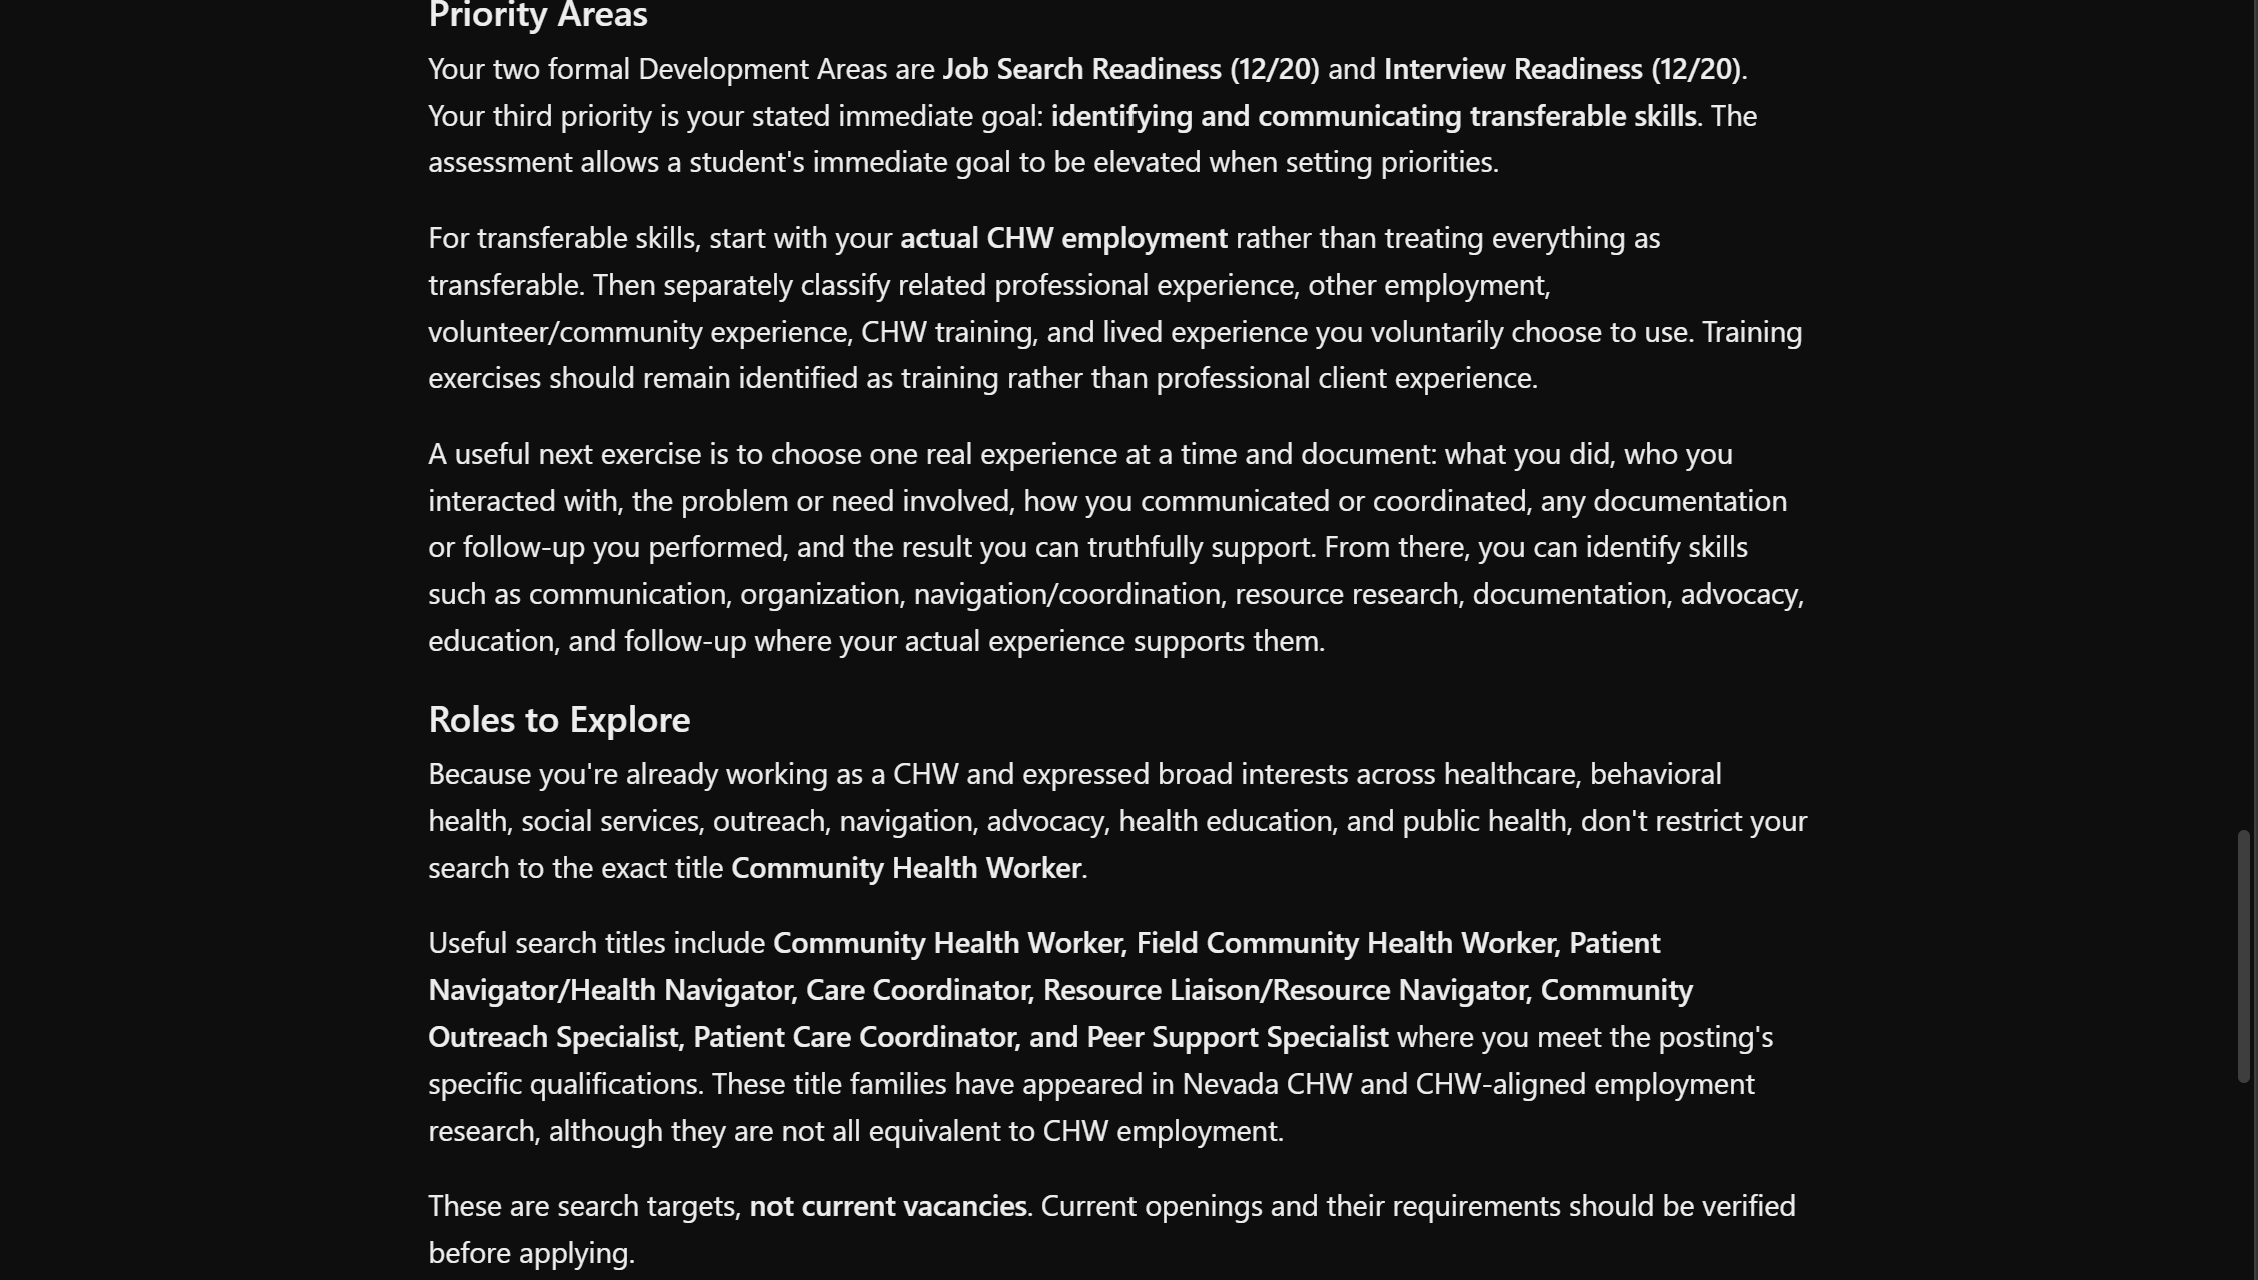 Priority Areas
Your two formal Development Areas are Job Search Readiness (12/20) and Interview Readiness (12/20).
Your third priority is your stated immediate goal: identifying and communicating transferable skills. The
assessment allows a student's immediate goal to be elevated when setting priorities.
For transferable skills, start with your actual CHW employment rather than treating everything as
transferable. Then separately classify related professional experience, other employment,
volunteer/community experience, CHW training, and lived experience you voluntarily choose to use. Training
exercises should remain identified as training rather than professional client experience.
A useful next exercise is to choose one real experience at a time and document: what you did, who you
interacted with, the problem or need involved, how you communicated or coordinated, any documentation
or follow-up you performed, and the result you can truthfully support. From there, you can identify skills
such as communication, organization, navigation/coordination, resource research, documentation, advocacy,
education, and follow-up where your actual experience supports them.
Roles to Explore
Because you're already working as a CHW and expressed broad interests across healthcare, behavioral
health, social services, outreach, navigation, advocacy, health education, and public health, don't restrict your
search to the exact title Community Health Worker.
Useful search titles include Community Health Worker, Field Community Health Worker, Patient
Navigator/Health Navigator, Care Coordinator, Resource Liaison/Resource Navigator, Community
Outreach Specialist, Patient Care Coordinator, and Peer Support Specialist where you meet the posting's
specific qualifications. These title families have appeared in Nevada CHW and CHW-aligned employment
research, although they are not all equivalent to CHW employment.
These are search targets, not current vacancies. Current openings and their requirements should be verified
before applying.